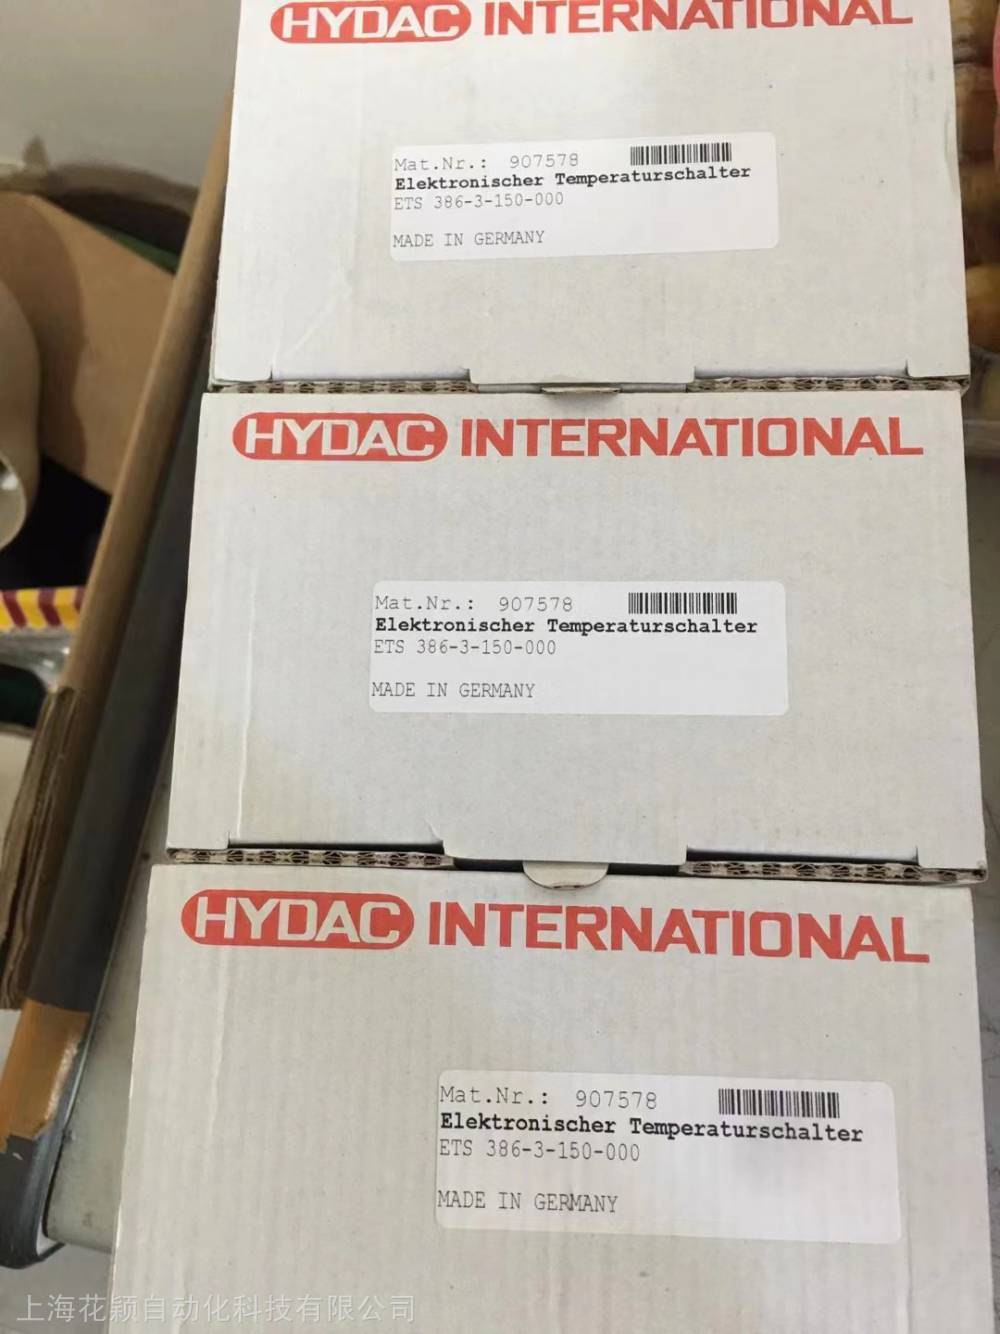 HYDAC INTERNATIONAL
Mat.Nr.: 907578
Elektronischer Temperaturschalter
ETS 386-3-150-000
MADE IN GERMANY
HYDAC INTERNATIONAL
Mat.Nr.: 907578
Elektronischer Temperaturschalter
ETS 386-3-150-000
MADE IN GERMANY
HYDAC INTERNATIONAL
Mat.Nr.: 907578
Elektronischer Temperaturschalter
ETS 386-3-150-000
MADE IN GERMANY
上海花颖自动化科技有限公司